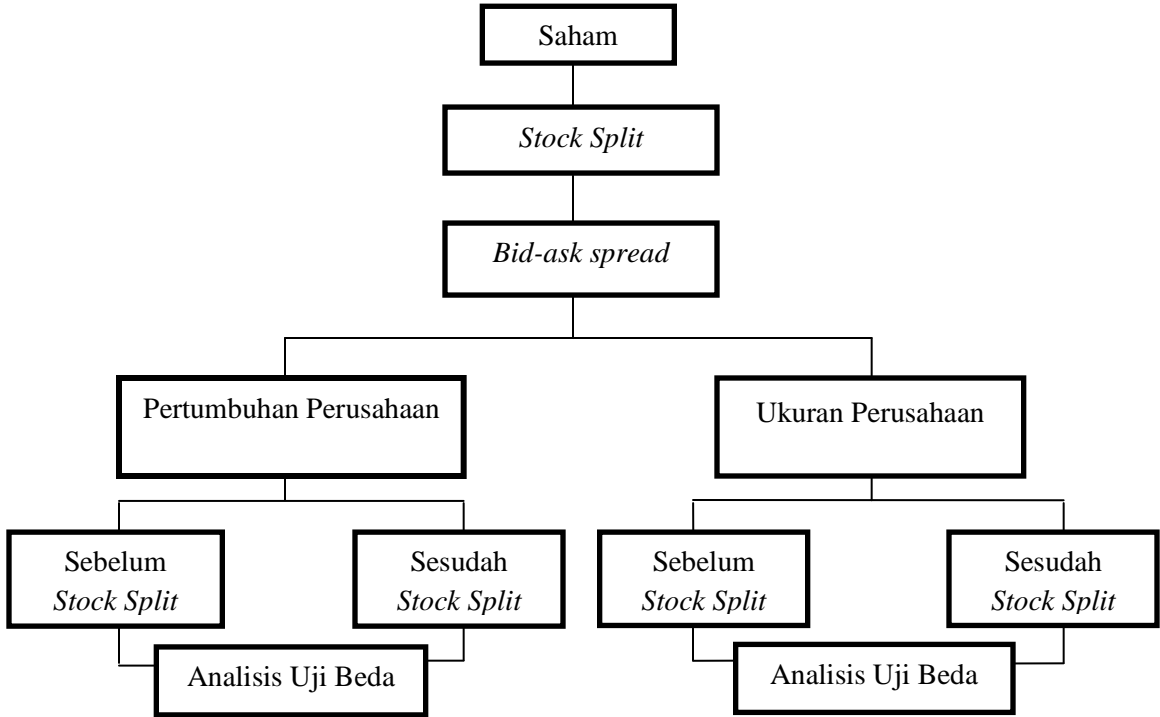 Saham
Stock Split
Bid-ask spread
Pertumbuhan Perusahaan
Ukuran Perusahaan
Sebelum
Stock Split
Sesudah
Stock Split
Sebelum
Stock Split
Sesudah
Stock Split
Analisis Uji Beda
Analisis Uji Beda